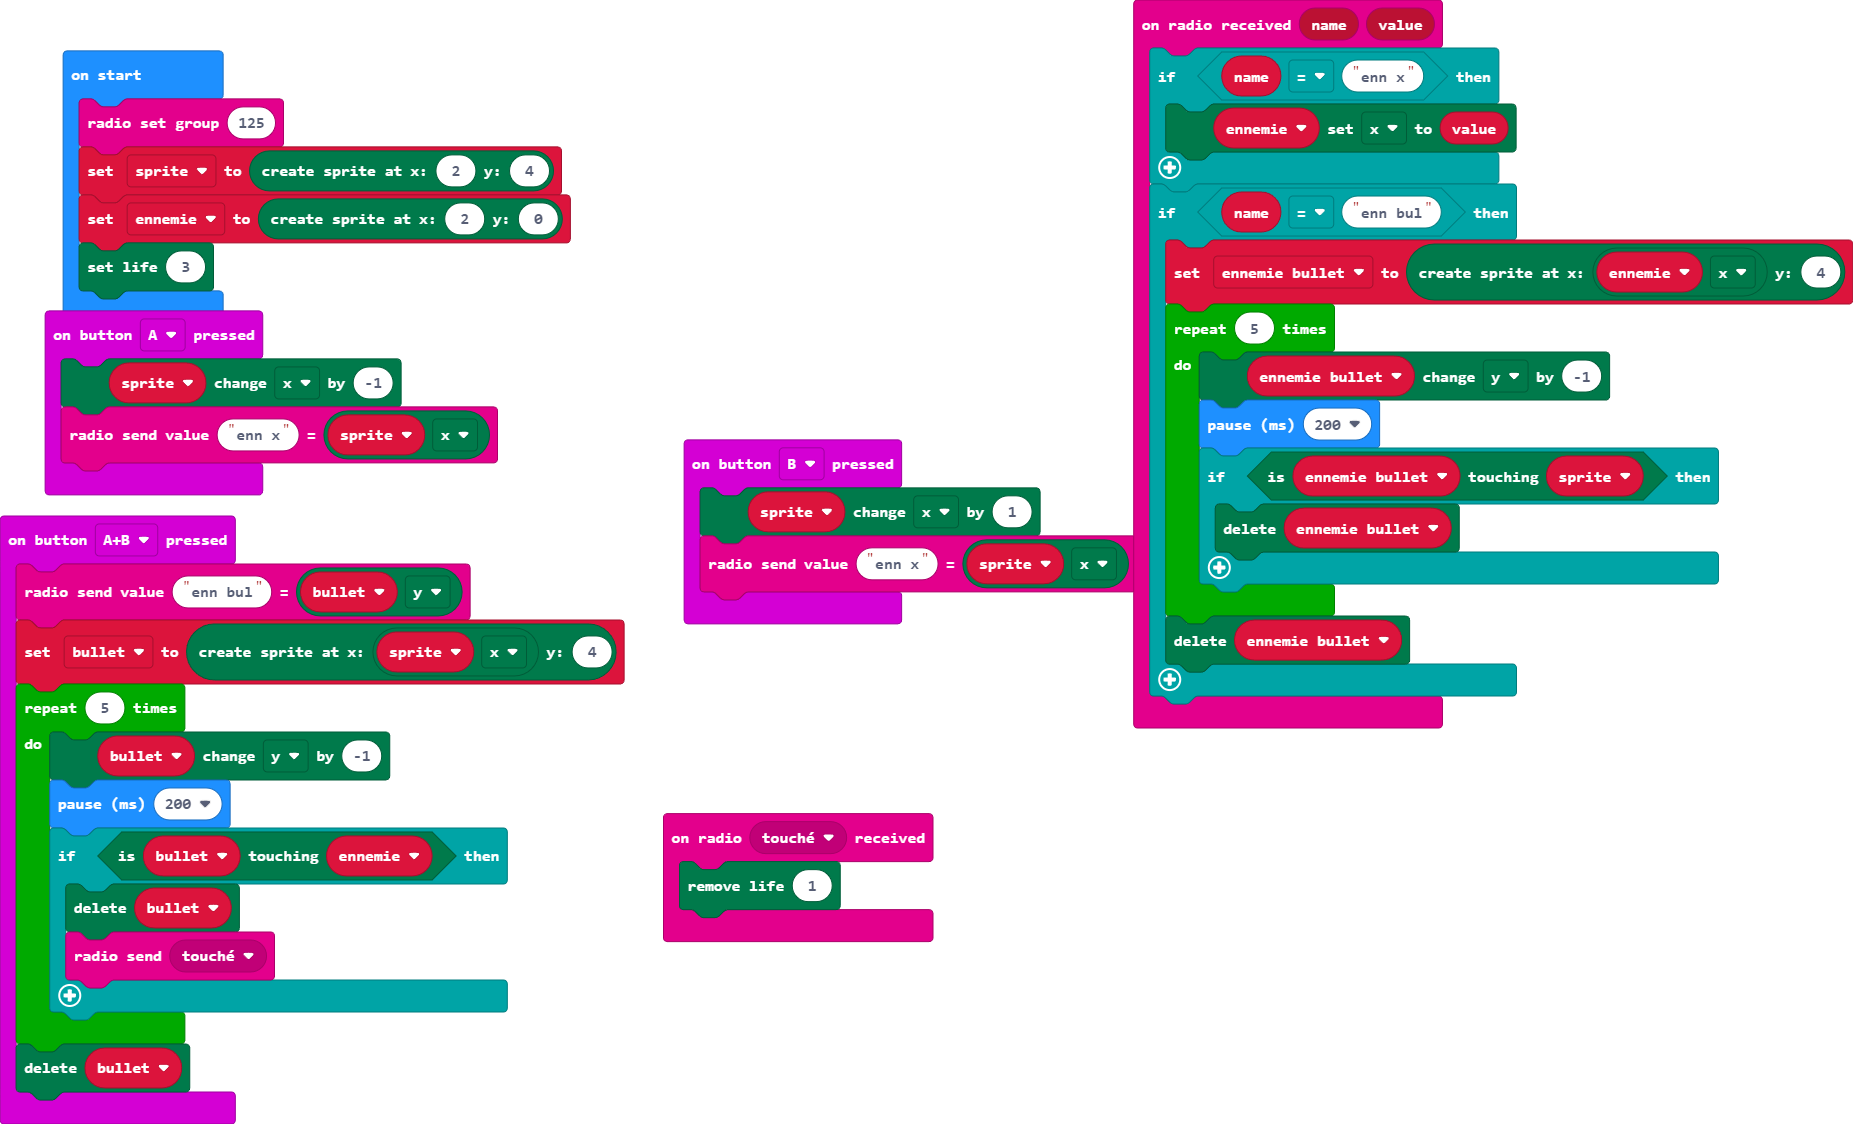 on start
radio set group 125
set sprite to create sprite at x: 2 y: 4
set ennemie to create sprite at x: 2 y: 0
set life 3
on button A pressed
sprite change x by -1
radio send value "enn x" = sprite x
on button A+B pressed
radio send value "enn bul" = bullet y
set bullet to create sprite at x: sprite x y: 4
repeat 5 times
do
bullet change y by -1
pause (ms) 200
if is bullet touching ennemie then
delete bullet
radio send touché
delete bullet
on button B pressed
sprite change x by 1
radio send value "enn x" = sprite x
on radio touché received
remove life 1
on radio received name value
if name = "enn x" then
ennemie set x to value
if name = "enn bul" then
set ennemie bullet to create sprite at x: ennemie x y: 4
repeat 5 times
do
ennemie bullet change y by -1
pause (ms) 200
if is ennemie bullet touching sprite then
delete ennemie bullet
delete ennemie bullet